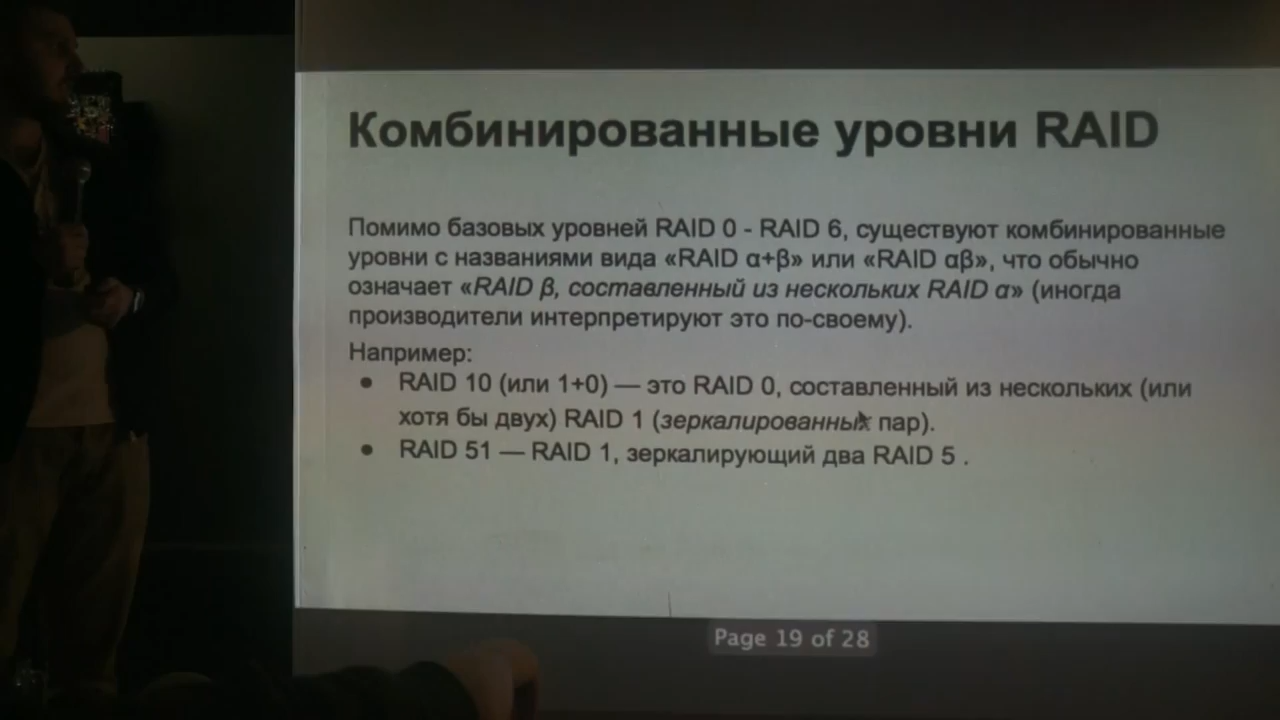 Комбинированные уровни RAID
Помимо базовых уровней RAID 0 - RAID 6, существуют комбинированные
уровни с названиями вида «RAID α+β» или «RAID αβ», что обычно
означает «RAID β, составленный из нескольких RAID α» (иногда
производители интерпретируют это по-своему).
Например:
● RAID 10 (или 1+0) — это RAID 0, составленный из нескольких (или
хотя бы двух) RAID 1 (зеркалированных пар).
● RAID 51 — RAID 1, зеркалирующий два RAID 5 .
Page 19 of 28